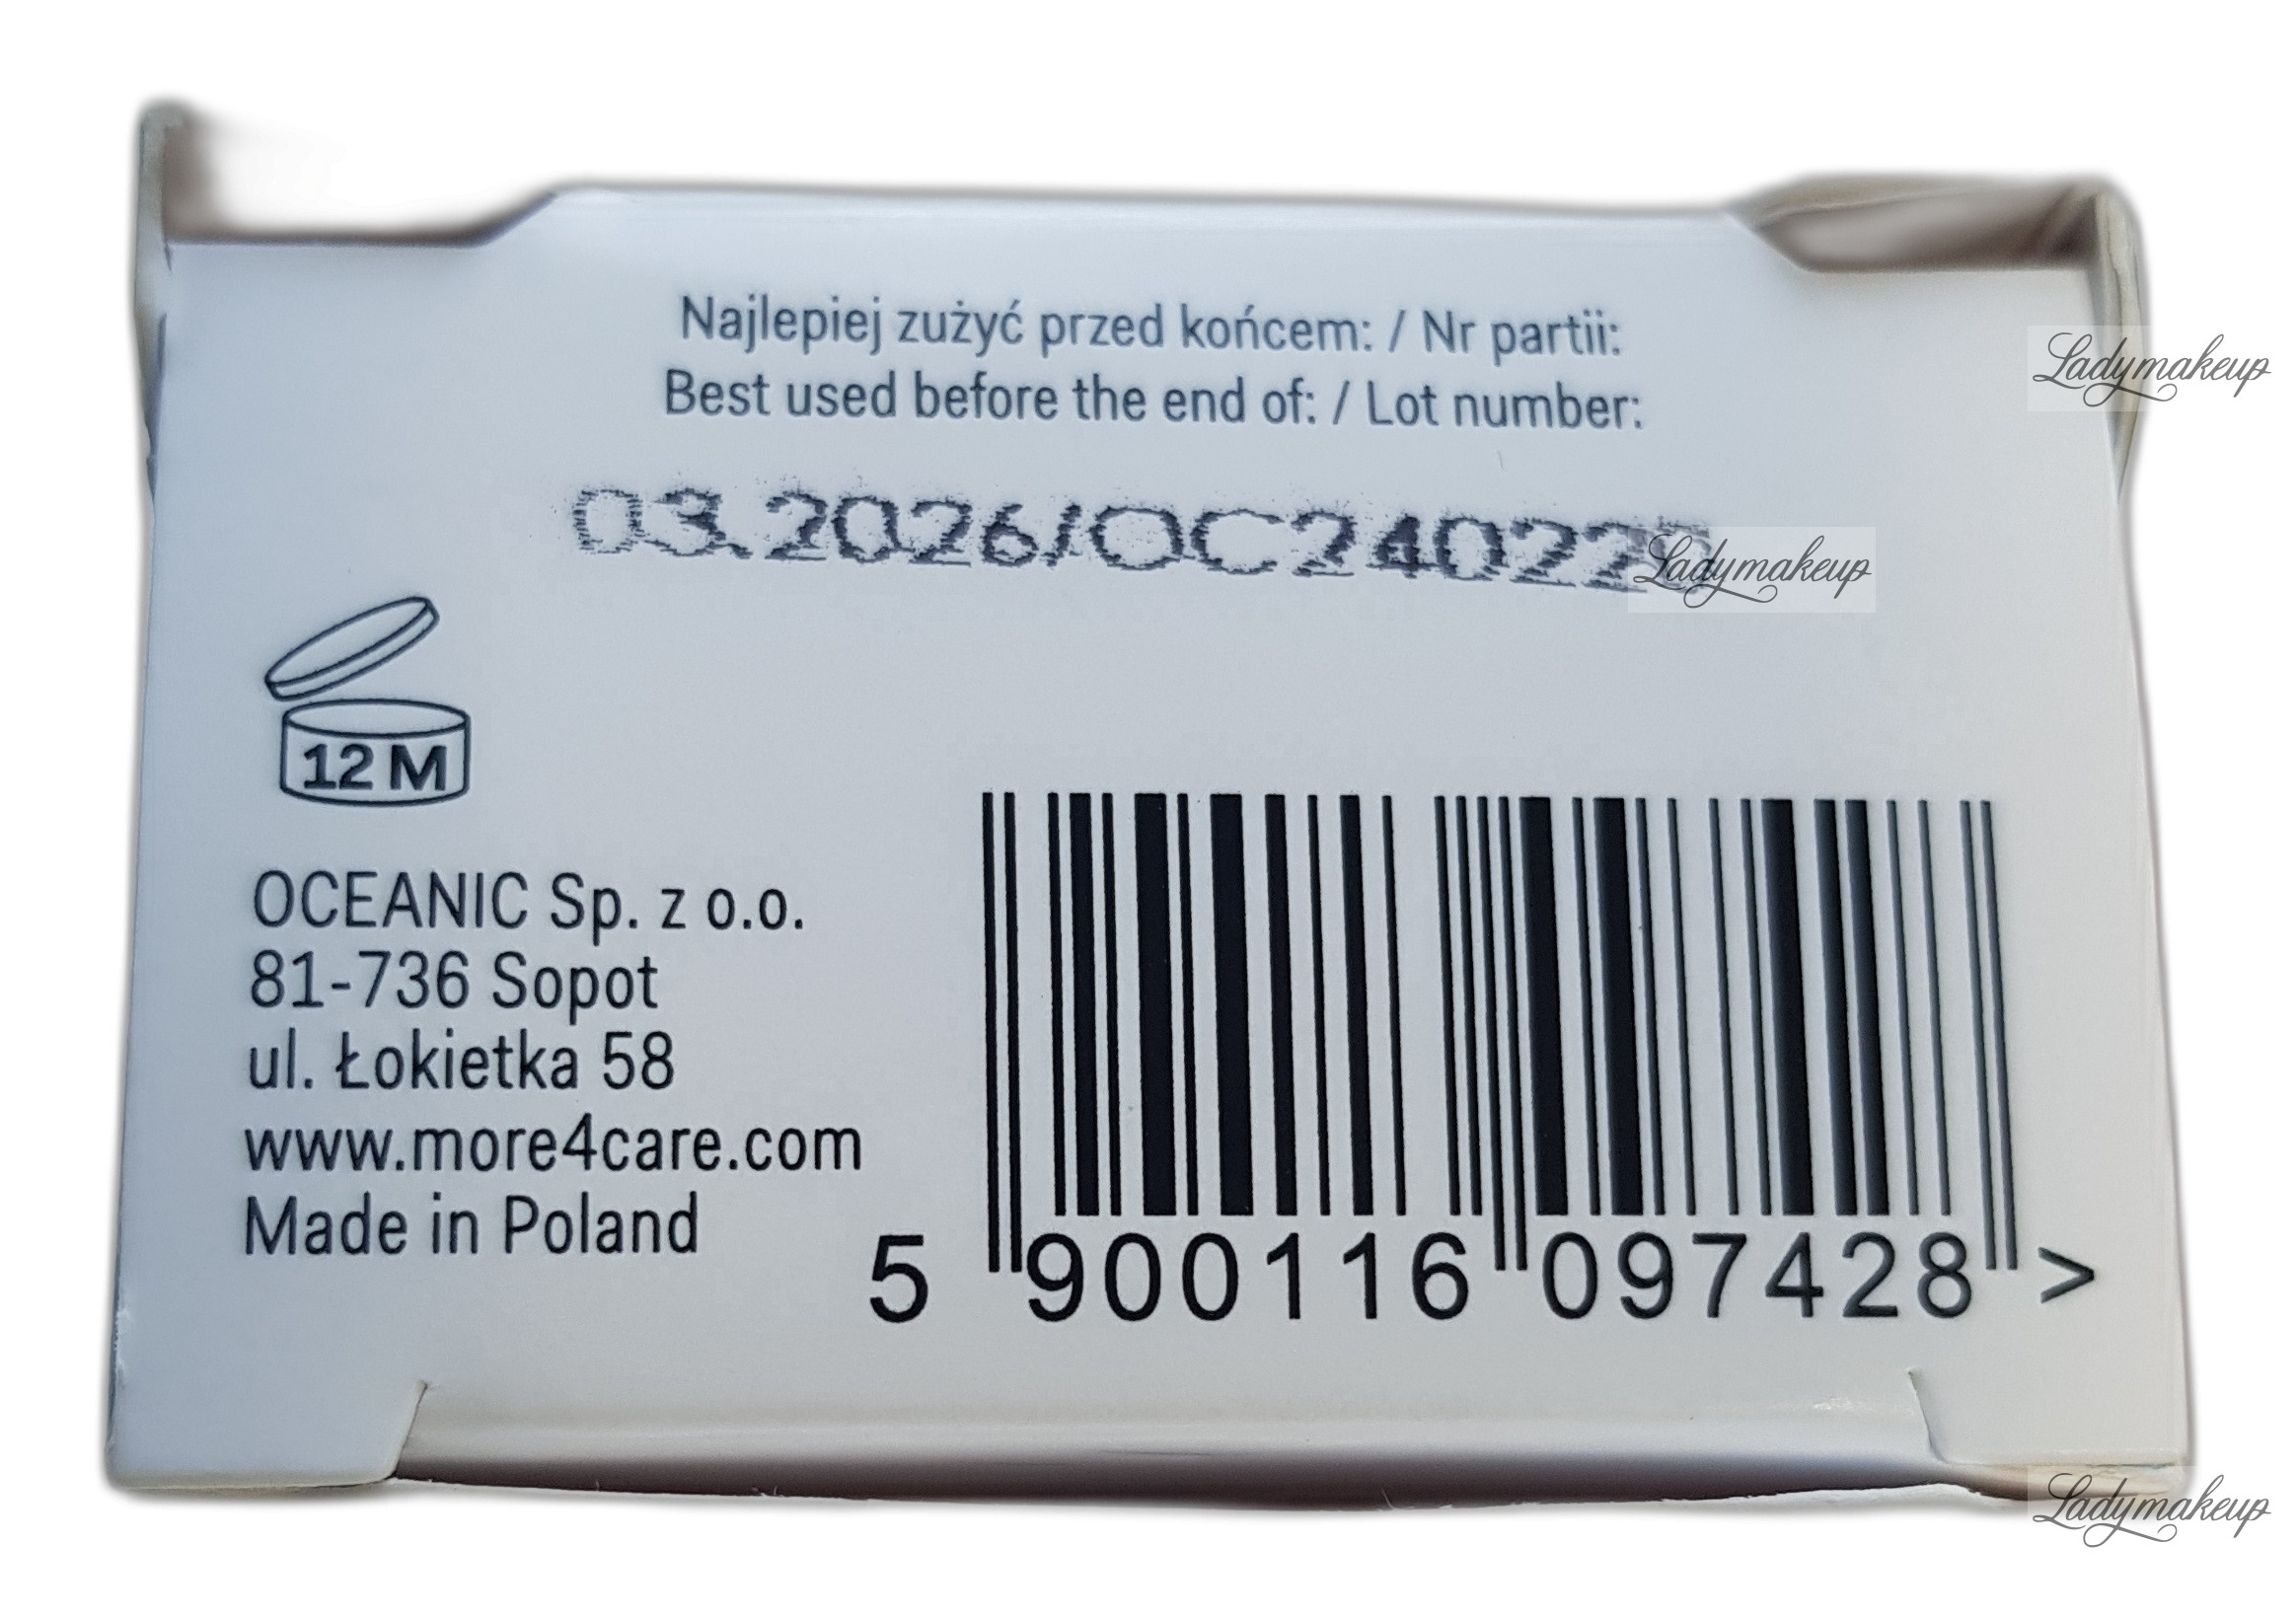 Najlepiej zużyć przed końcem: / Nr partii:
Best used before the end of: / Lot number:
Ladymakeup
03.2026/
Ladymakeup
12 M
OCEANIC Sp. z o.o.
81-736 Sopot
ul. Łokietka 58
www.more4care.com
Made in Poland
5 900116 097428 >
Ladymakeup